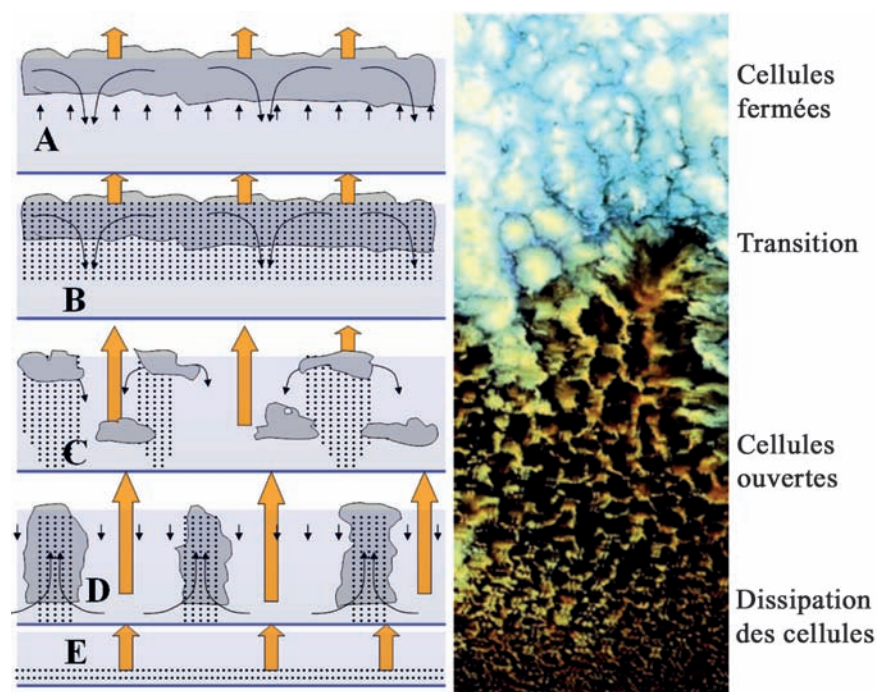 A
B
C
D
E
Cellules
fermées
Transition
Cellules
ouvertes
Dissipation
des cellules